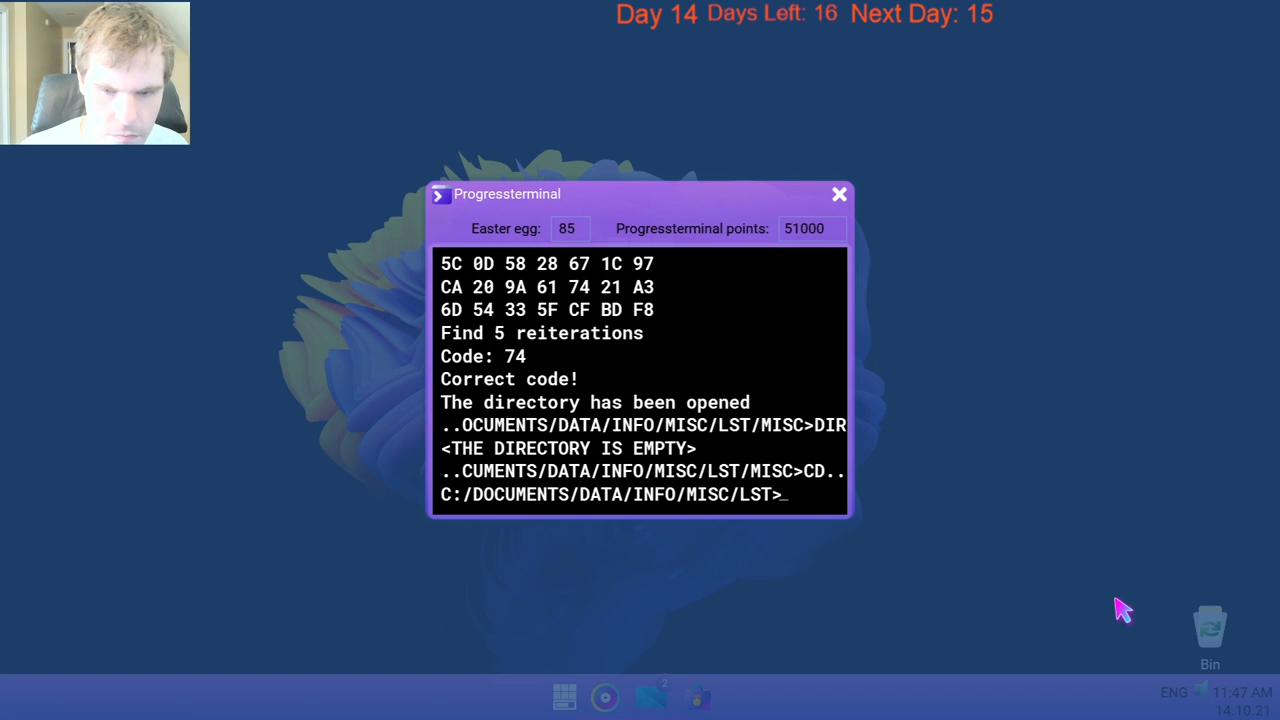 Day 14 Days Left: 16 Next Day: 15
Progressterminal
Easter egg: 85 Progressterminal points: 51000
5C 0D 58 28 67 1C 97
CA 20 9A 61 74 21 A3
6D 54 33 5F CF BD F8
Find 5 reiterations
Code: 74
Correct code!
The directory has been opened
..OCUMENTS/DATA/INFO/MISC/LST/MISC>DIR
<THE DIRECTORY IS EMPTY>
..CUMENTS/DATA/INFO/MISC/LST/MISC>CD..
C:/DOCUMENTS/DATA/INFO/MISC/LST>_
Bin
2
ENG 11:47 AM
14.10.21